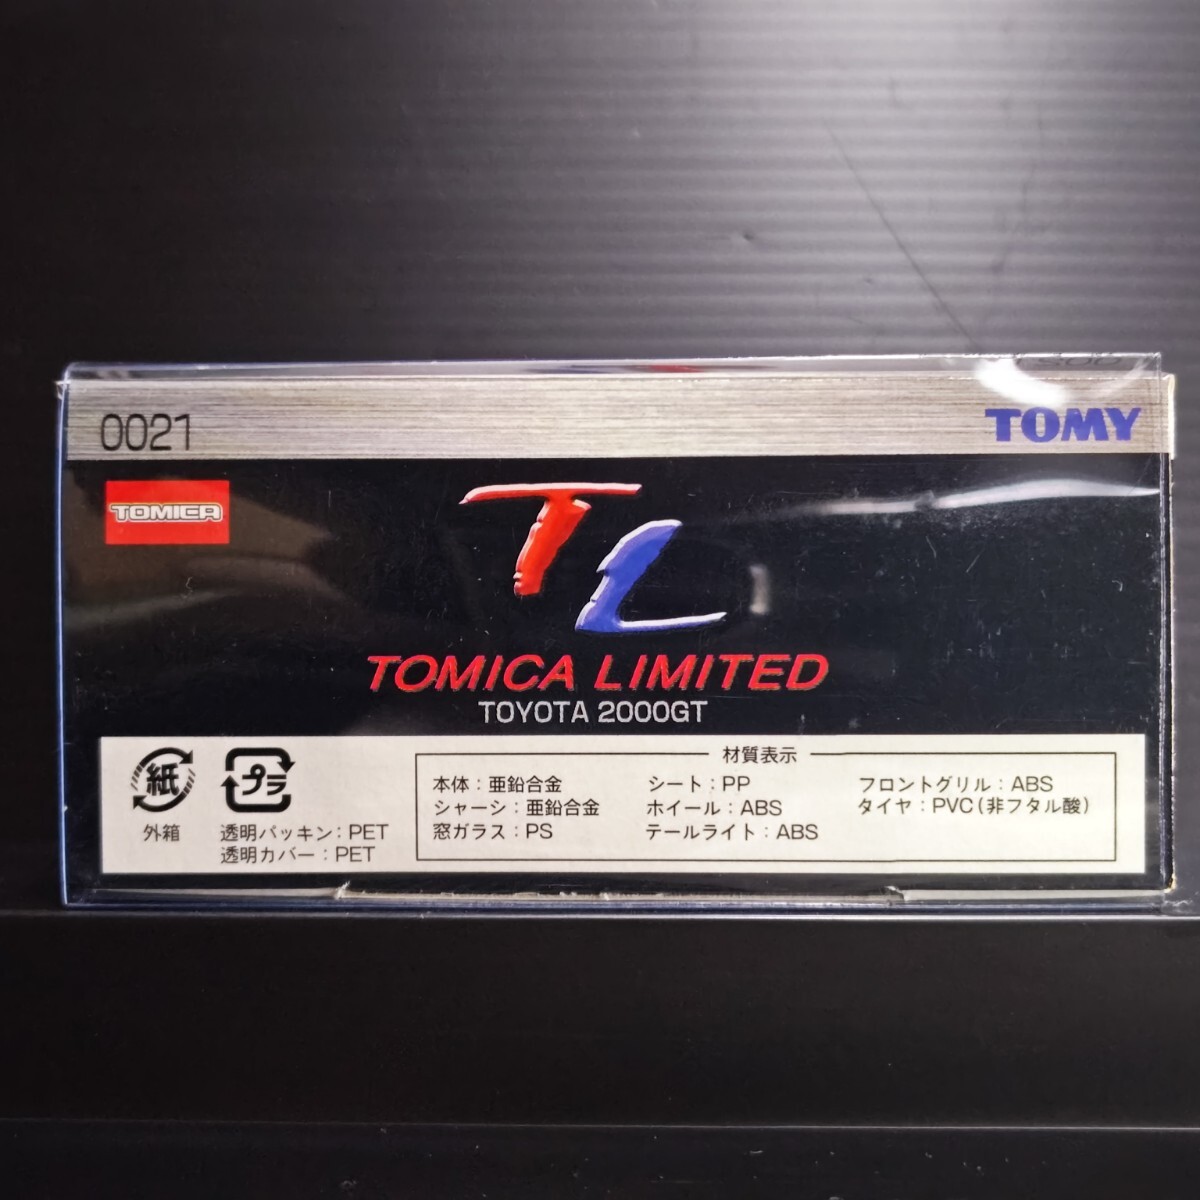 0021
TOMY
TOMICA
TL
TOMICA LIMITED
TOYOTA 2000GT
紙
外箱
プラ
透明パッキン：PET
透明カバー：PET
材質表示
本体：亜鉛合金
シャーシ：亜鉛合金
窓ガラス：PS
シート：PP
ホイール：ABS
テールライト：ABS
フロントグリル：ABS
タイヤ：PVC(非フタル酸)